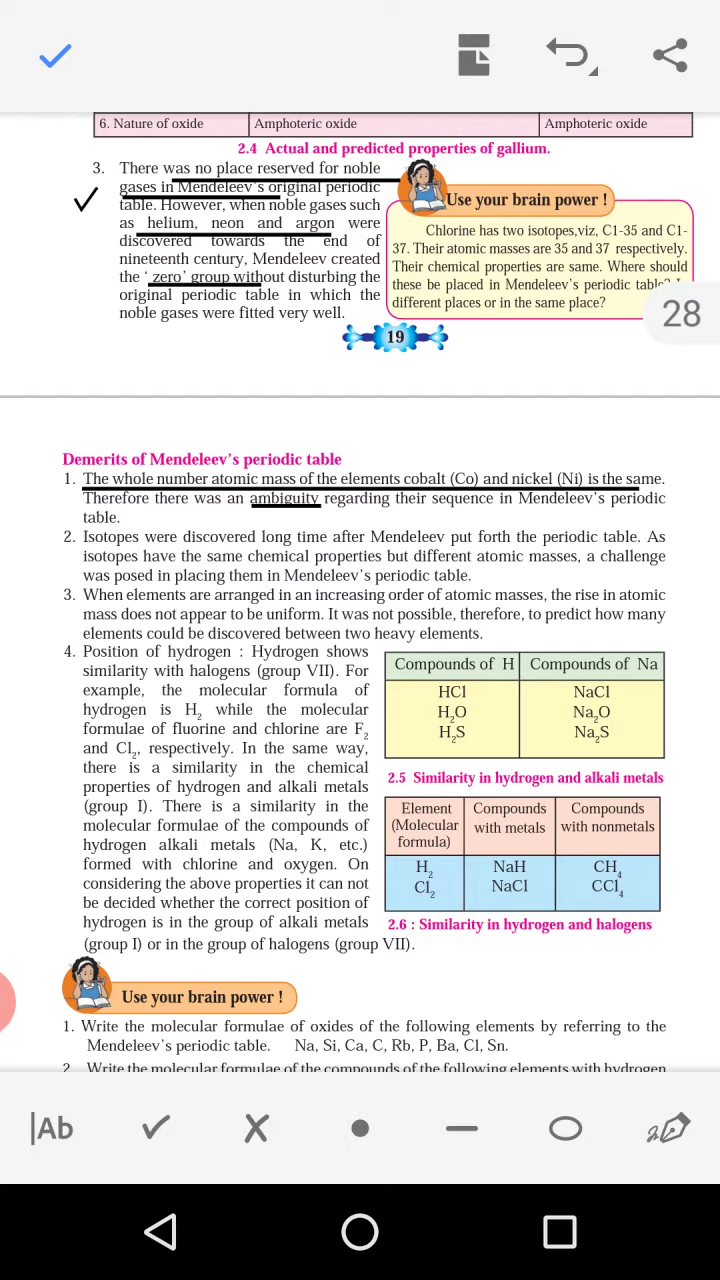 6. Nature of oxide Amphoteric oxide Amphoteric oxide
2.4 Actual and predicted properties of gallium.
3. There was no place reserved for noble
gases in Mendeleev's original periodic
table. However, when noble gases such
as helium, neon and argon were
discovered towards the end of
nineteenth century, Mendeleev created
the ‘ zero’ group without disturbing the
original periodic table in which the
noble gases were fitted very well.
Use your brain power !
Chlorine has two isotopes,viz, C1-35 and C1-
37. Their atomic masses are 35 and 37 respectively.
Their chemical properties are same. Where should
these be placed in Mendeleev's periodic table?
different places or in the same place?
28
19
Demerits of Mendeleev's periodic table
1. The whole number atomic mass of the elements cobalt (Co) and nickel (Ni) is the same.
Therefore there was an ambiguity regarding their sequence in Mendeleev's periodic
table.
2. Isotopes were discovered long time after Mendeleev put forth the periodic table. As
isotopes have the same chemical properties but different atomic masses, a challenge
was posed in placing them in Mendeleev's periodic table.
3. When elements are arranged in an increasing order of atomic masses, the rise in atomic
mass does not appear to be uniform. It was not possible, therefore, to predict how many
elements could be discovered between two heavy elements.
4. Position of hydrogen : Hydrogen shows
similarity with halogens (group VII). For
example, the molecular formula of
hydrogen is H₂ while the molecular
formulae of fluorine and chlorine are F₂
and Cl₂, respectively. In the same way,
there is a similarity in the chemical
properties of hydrogen and alkali metals
(group I). There is a similarity in the
molecular formulae of the compounds of
hydrogen alkali metals (Na, K, etc.)
formed with chlorine and oxygen. On
considering the above properties it can not
be decided whether the correct position of
hydrogen is in the group of alkali metals
(group I) or in the group of halogens (group VII).
Compounds of H Compounds of Na
HCl NaCl
H₂O Na₂O
H₂S Na₂S
2.5 Similarity in hydrogen and alkali metals
Element Compounds Compounds
(Molecular with metals with nonmetals
formula)
H₂ NaH CH₄
Cl₂ NaCl CCl₄
2.6 : Similarity in hydrogen and halogens
Use your brain power !
1. Write the molecular formulae of oxides of the following elements by referring to the
Mendeleev's periodic table. Na, Si, Ca, C, Rb, P, Ba, Cl, Sn.
2. Write the molecular formulae of the compounds of the following elements with hydrogen
Ab